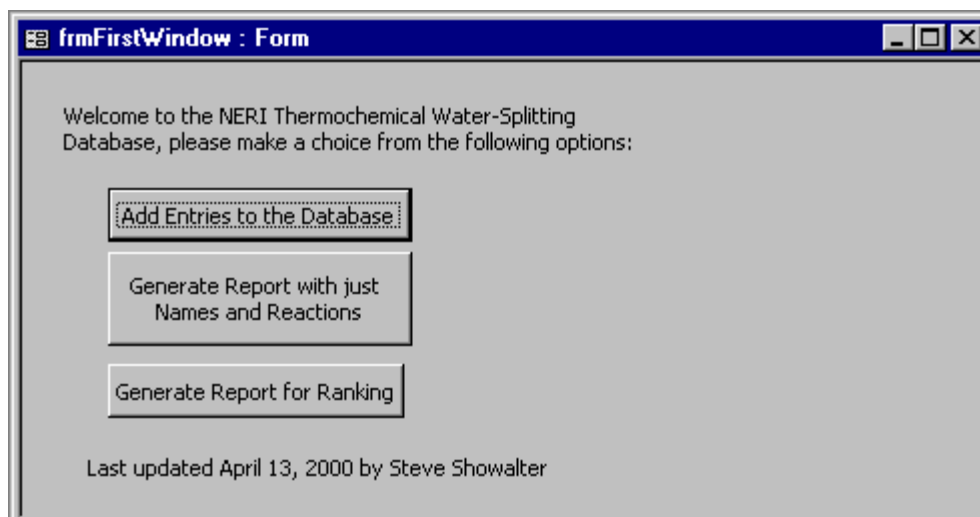 frmFirstWindow : Form
Welcome to the NERI Thermochemical Water-Splitting
Database, please make a choice from the following options:
Add Entries to the Database
Generate Report with just
Names and Reactions
Generate Report for Ranking
Last updated April 13, 2000 by Steve Showalter